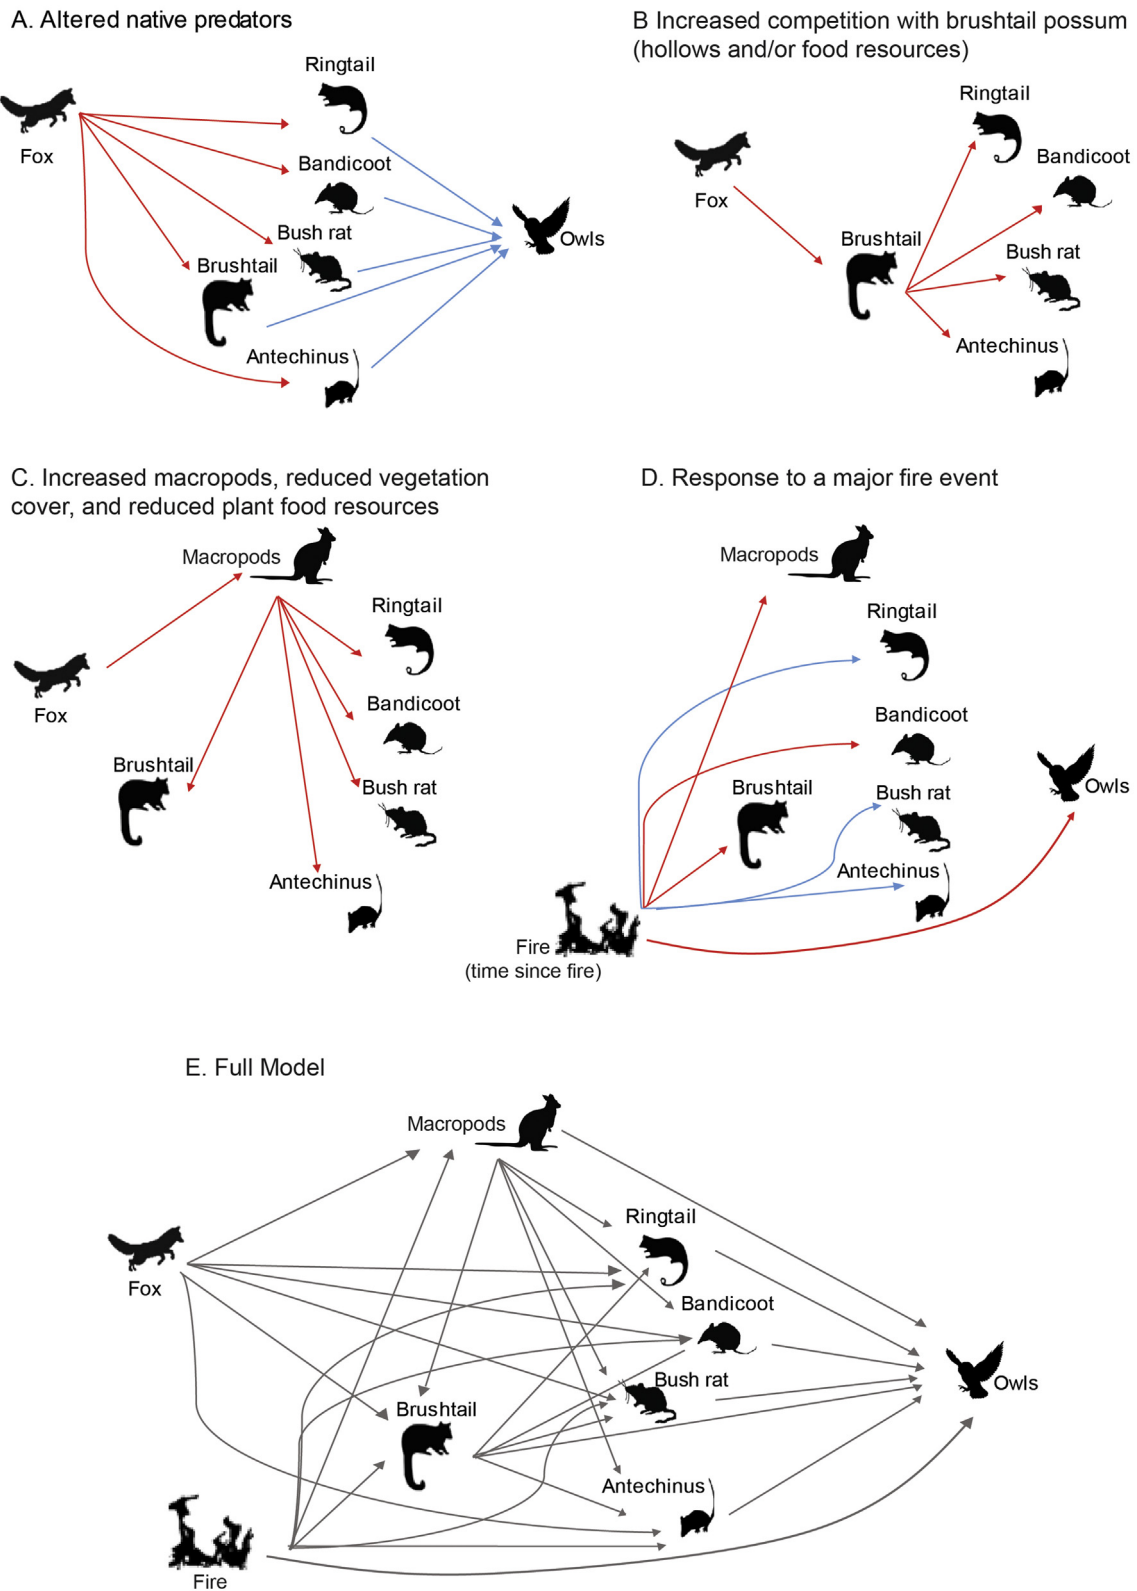 A. Altered native predators
Ringtail
Fox
Bandicoot
Bush rat
Owls
Brushtail
Antechinus
B Increased competition with brushtail possum
(hollows and/or food resources)
Ringtail
Bandicoot
Fox
Brushtail
Bush rat
Antechinus
C. Increased macropods, reduced vegetation
cover, and reduced plant food resources
Macropods
Ringtail
Fox
Bandicoot
Brushtail
Bush rat
Antechinus
D. Response to a major fire event
Macropods
Ringtail
Bandicoot
Brushtail
Owls
Bush rat
Antechinus
Fire
(time since fire)
E. Full Model
Macropods
Ringtail
Fox
Bandicoot
Bush rat
Owls
Brushtail
Antechinus
Fire